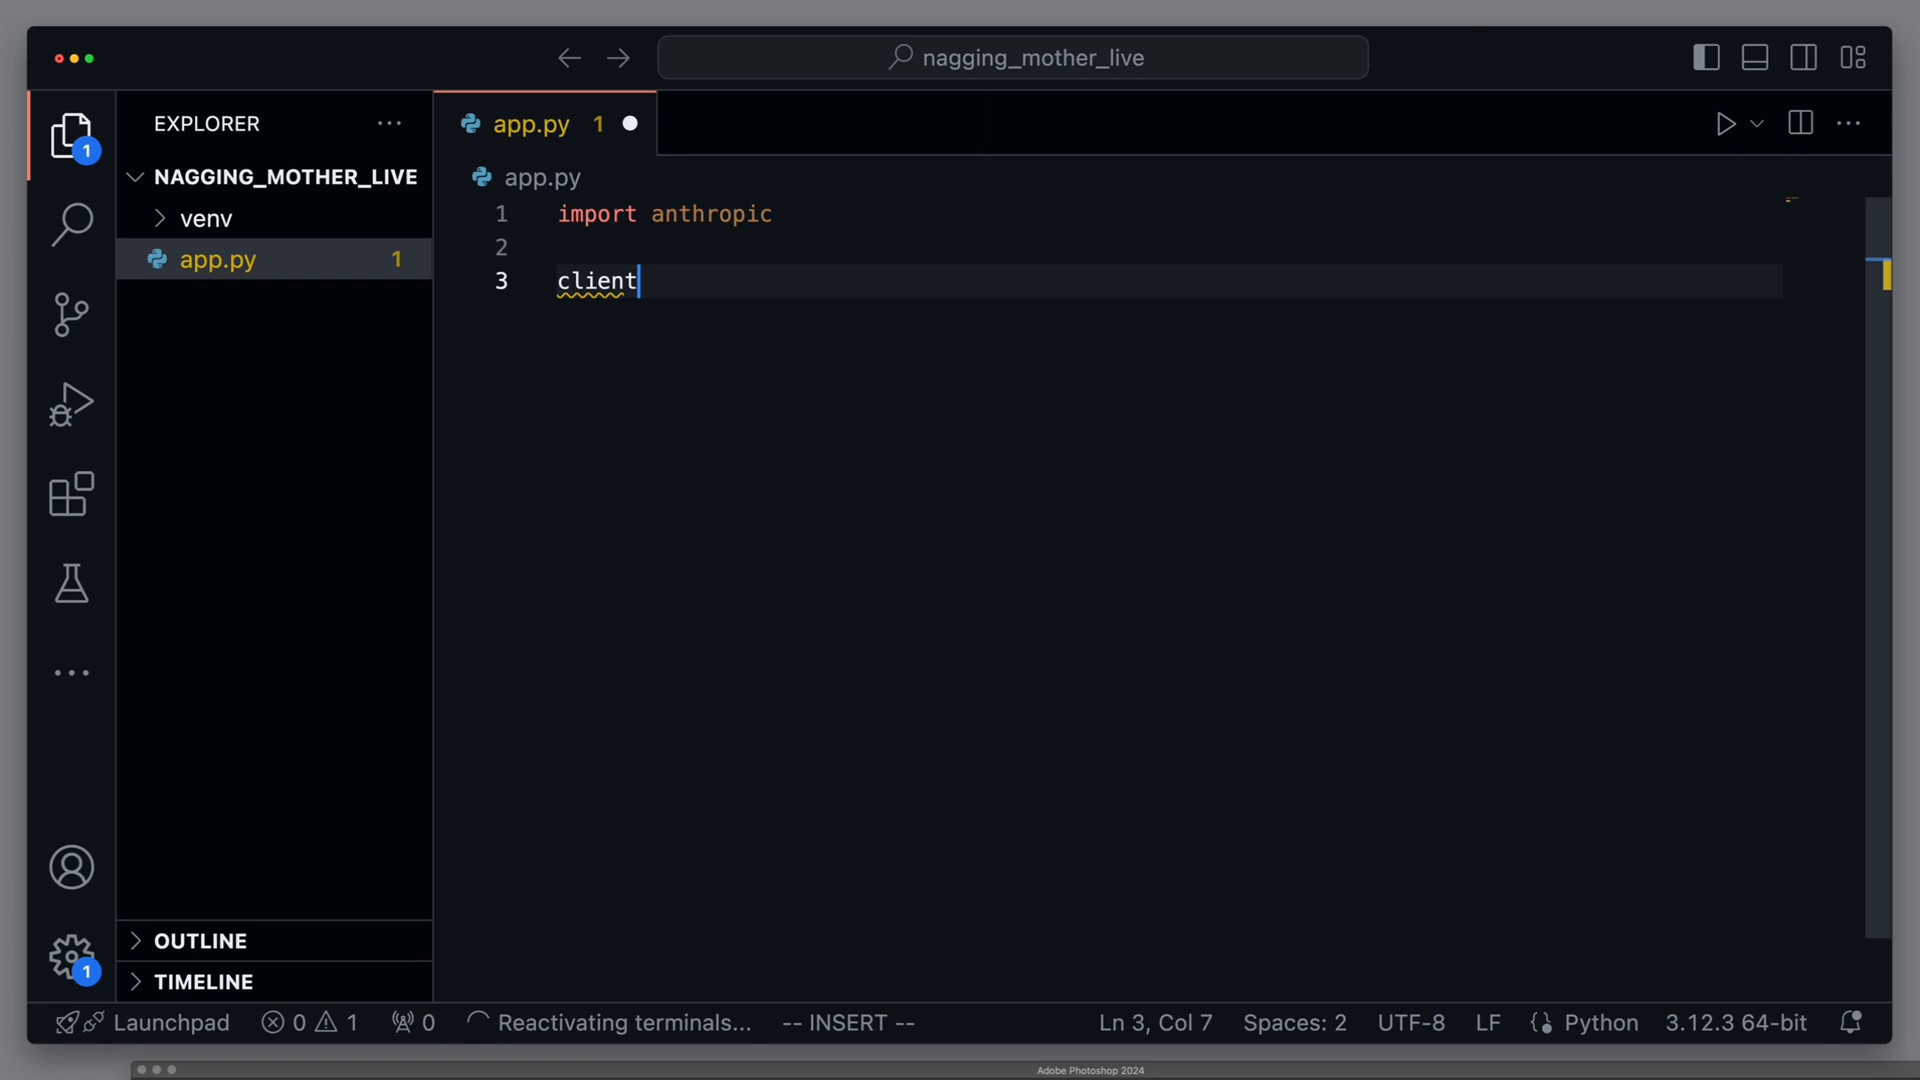 nagging_mother_live
EXPLORER
NAGGING_MOTHER_LIVE
venv
app.py 1
OUTLINE
TIMELINE
app.py 1
app.py
1 import anthropic
2
3 client
1
1
Launchpad 0 1 0 Reactivating terminals... -- INSERT -- Ln 3, Col 7 Spaces: 2 UTF-8 LF Python 3.12.3 64-bit
Adobe Photoshop 2024